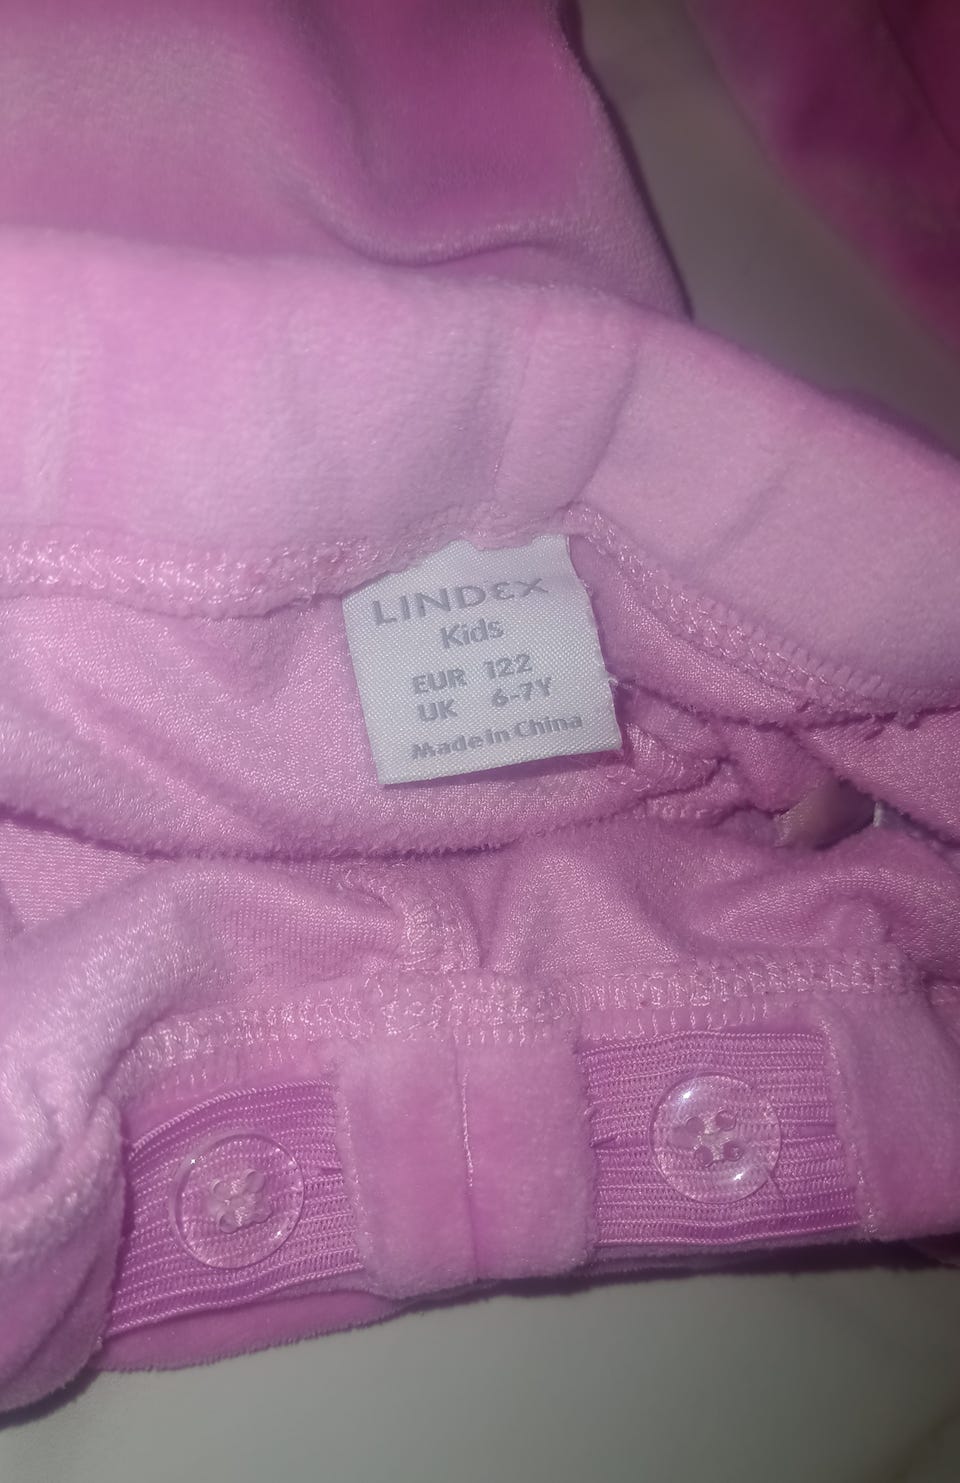 LINDEX
Kids
EUR 122
UK 6-7Y
Made in China